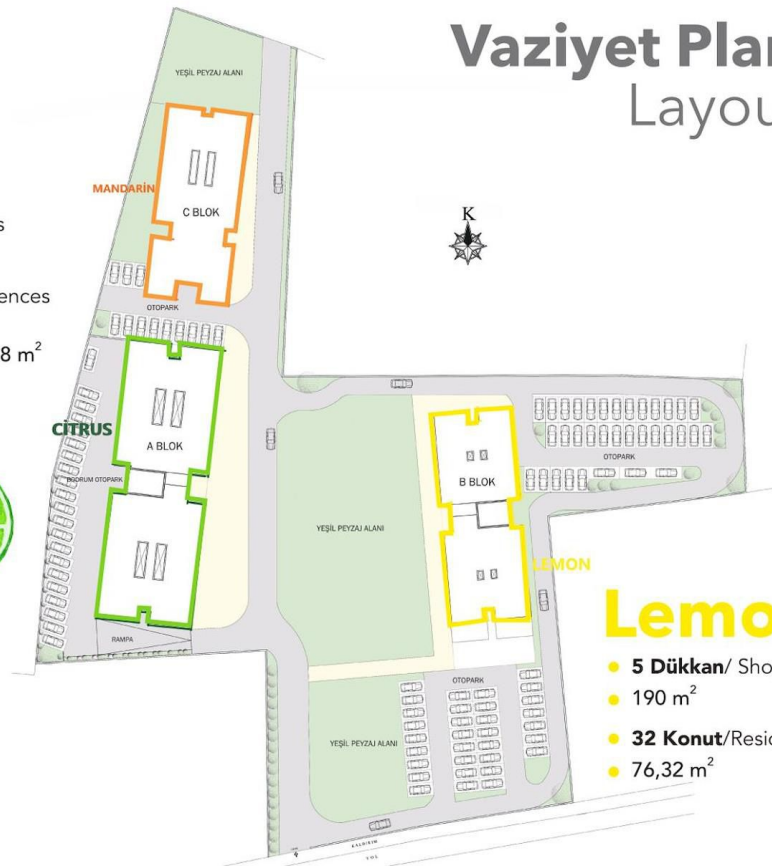 Vaziyet Plan
Layou
YEŞİL PEYZAJ ALANI
MANDARİN
C BLOK
K
s
ences
OTOPARK
8 m²
CİTRUS
A BLOK
BODRUM OTOPARK
B BLOK
OTOPARK
YEŞİL PEYZAJ ALANI
LEMON
RAMPA
Lemo
5 Dükkan/ Sho
190 m²
32 Konut/Resid
76,32 m²
OTOPARK
YEŞİL PEYZAJ ALANI
KALDIRIM
YOL